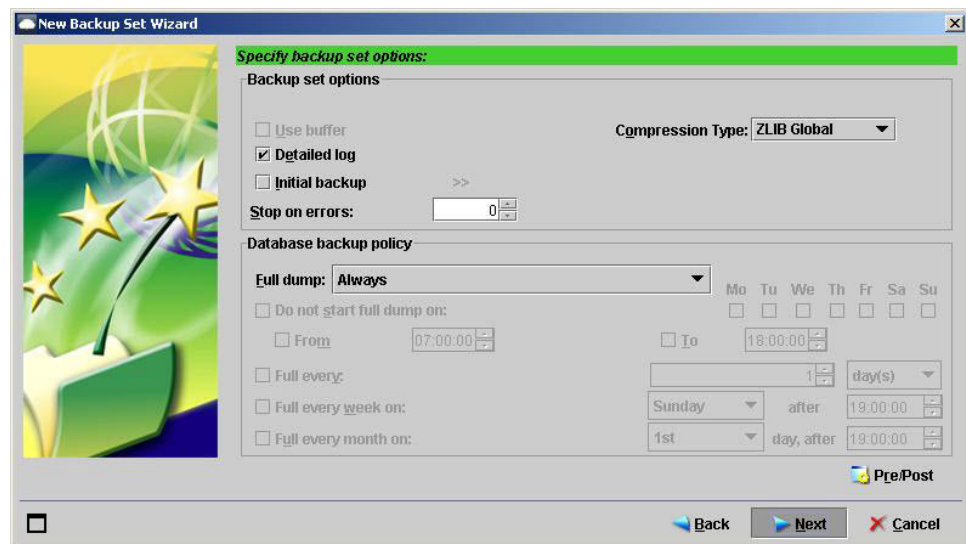 New Backup Set Wizard
Specify backup set options:
Backup set options
Use buffer
Compression Type: ZLIB Global
Detailed log
Initial backup >>
Stop on errors: 0
Database backup policy
Full dump: Always
Mo Tu We Th Fr Sa Su
Do not start full dump on:
From 07:00:00 To 18:00:00
Full every: 1 day(s)
Full every week on: Sunday after 19:00:00
Full every month on: 1st day, after 19:00:00
Pre/Post
Back Next Cancel